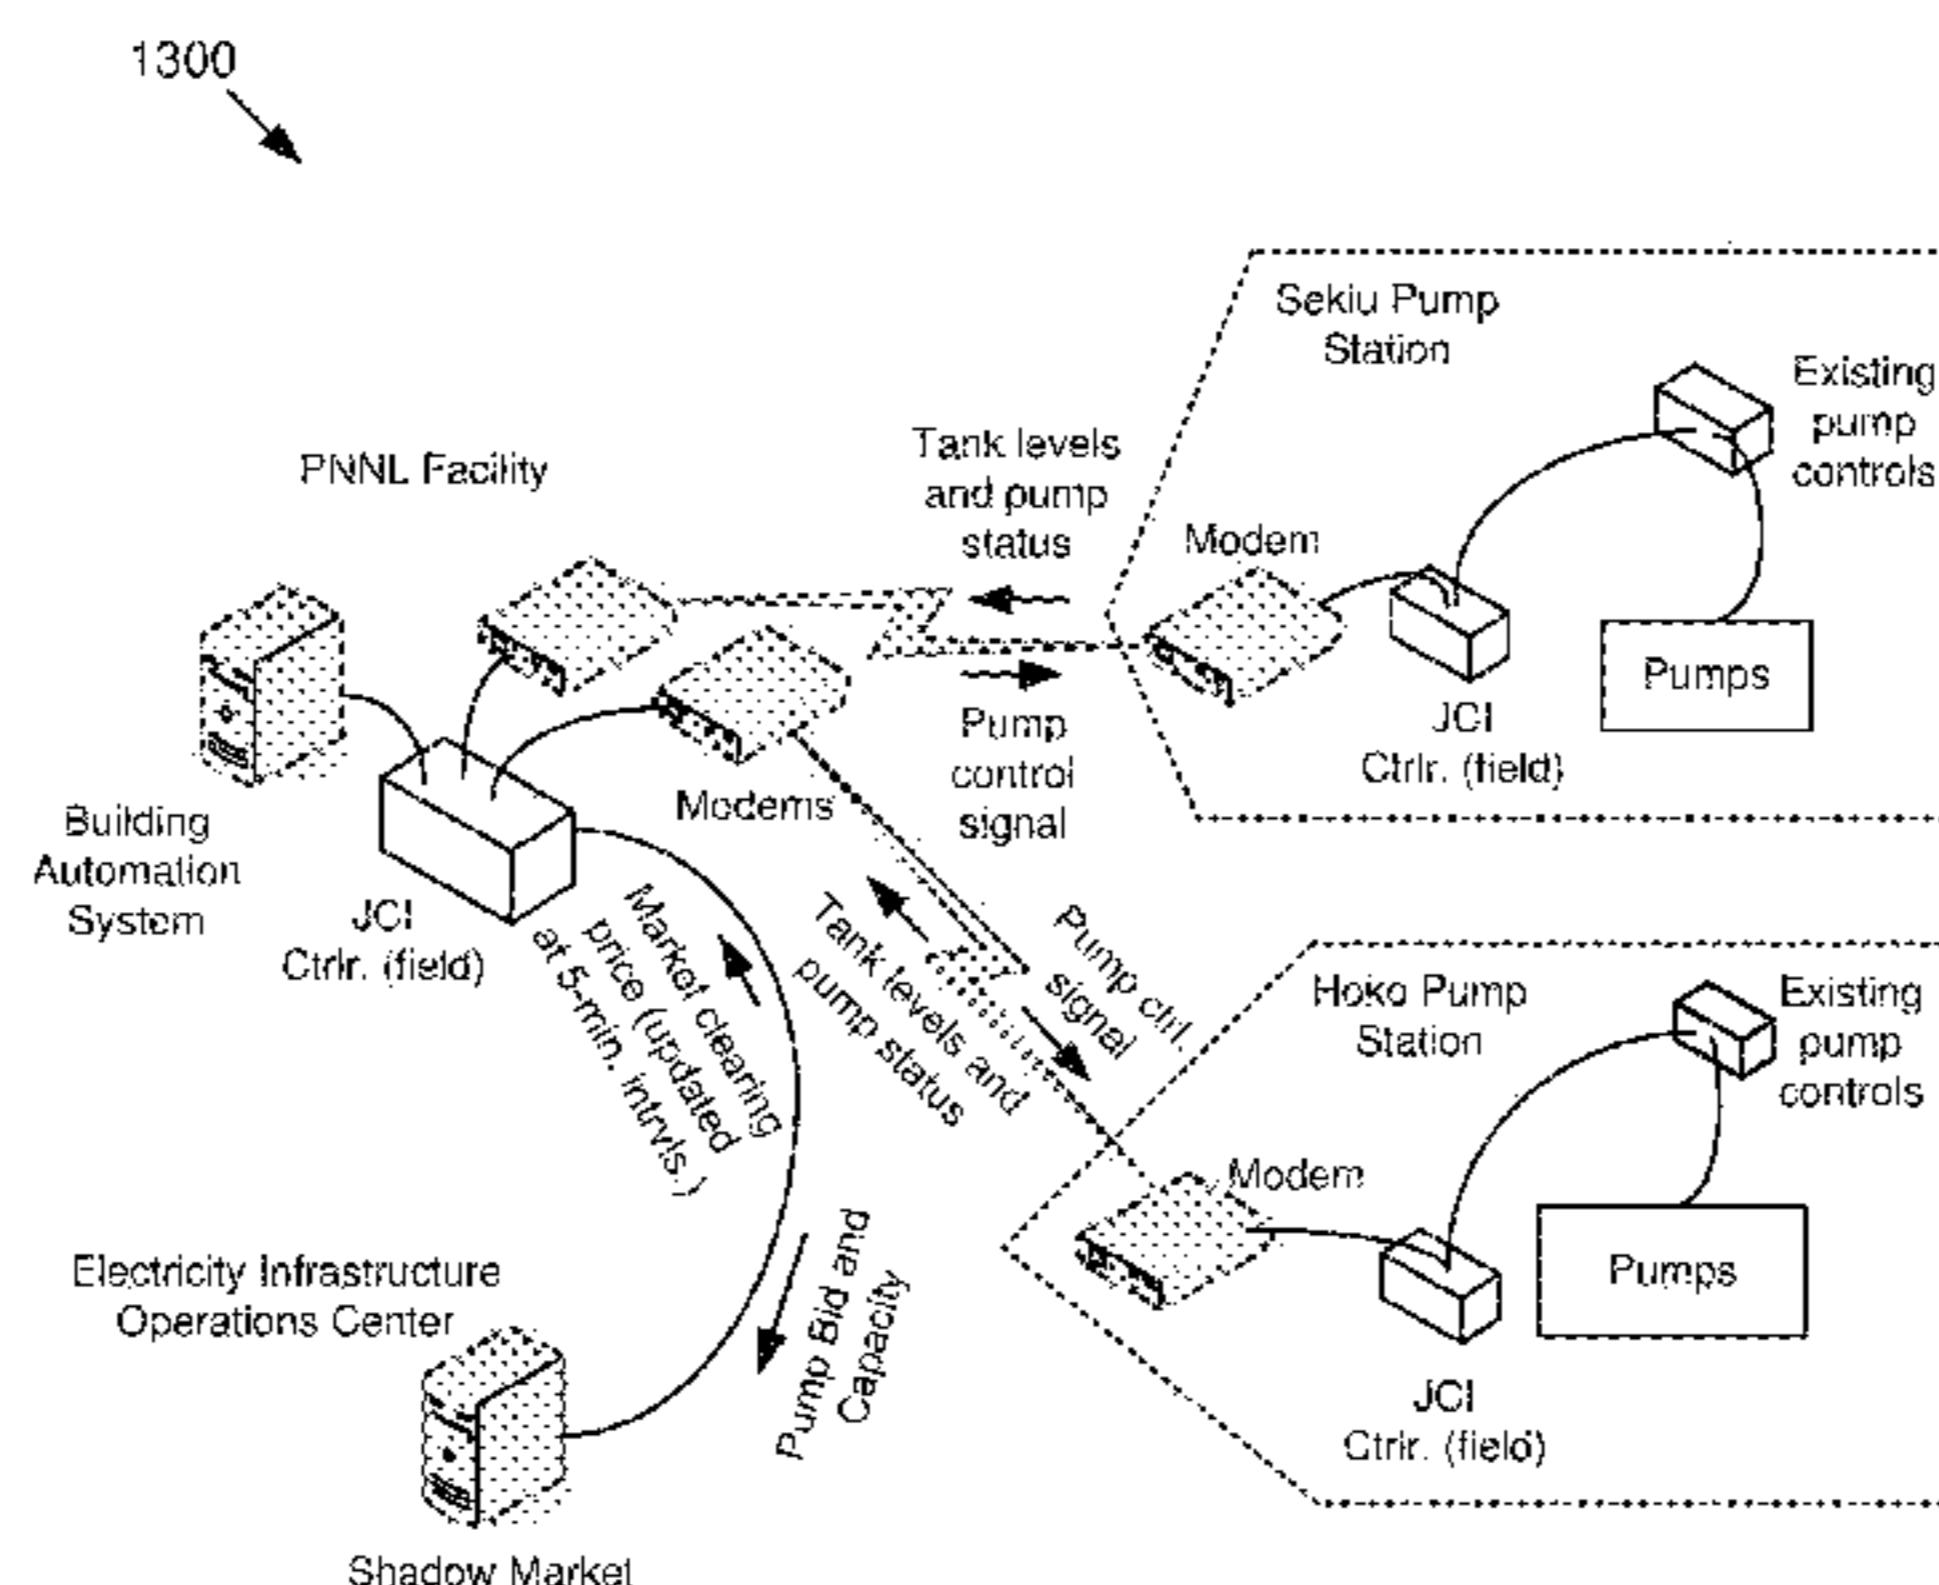 1300
Sekiu Pump
Station
Existing
pump
controls
Tank levels
and pump
status
PNNL Facility
Modem
Pumps
JCI
Ctrlr. (field)
Pump
control
signal
Modems
Building
Automation
System
JCI
Ctrlr. (field)
Market clearing
price (updated
at 5-min. intrvls.)
Tank levels and
pump status
Pump ctrl.
signal
Hoko Pump
Station
Existing
pump
controls
Modem
Pumps
JCI
Ctrlr. (field)
Electricity Infrastructure
Operations Center
Pump Bid and
Capacity
Shadow Market